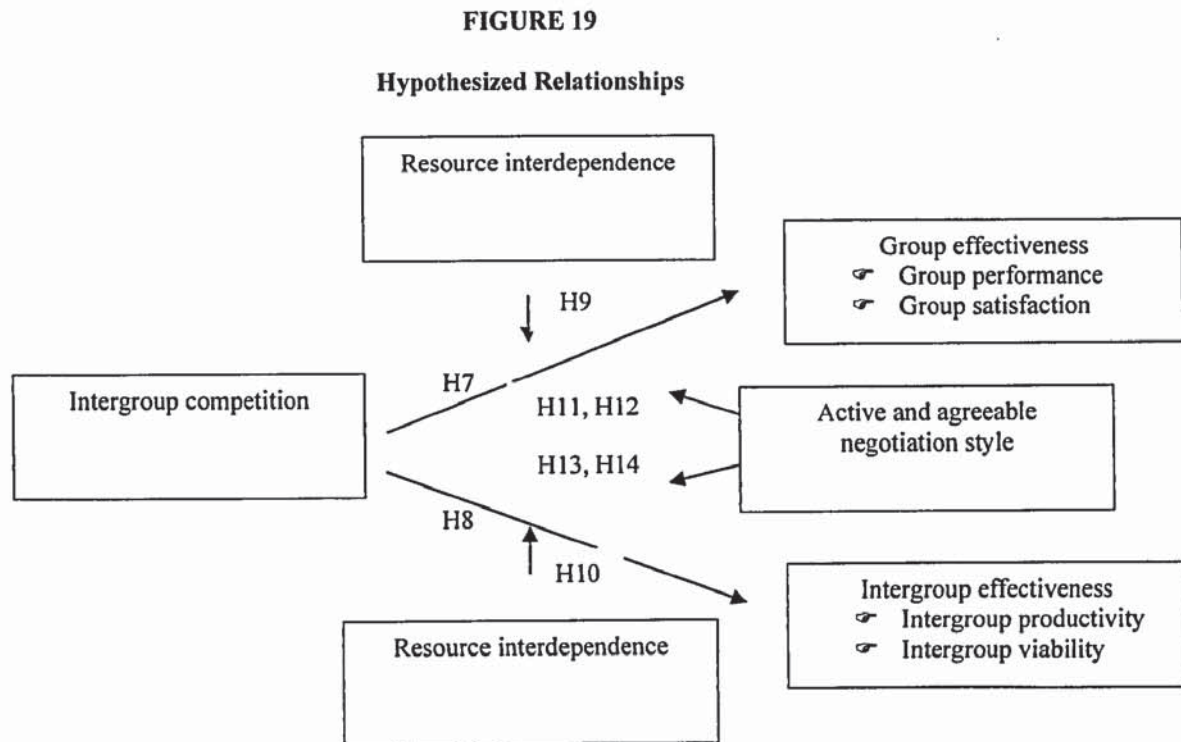 FIGURE 19
Hypothesized Relationships
Resource interdependence
Group effectiveness
☞ Group performance
☞ Group satisfaction
H9
H7
Intergroup competition
H11, H12
Active and agreeable
negotiation style
H13, H14
H8
H10
Intergroup effectiveness
☞ Intergroup productivity
☞ Intergroup viability
Resource interdependence